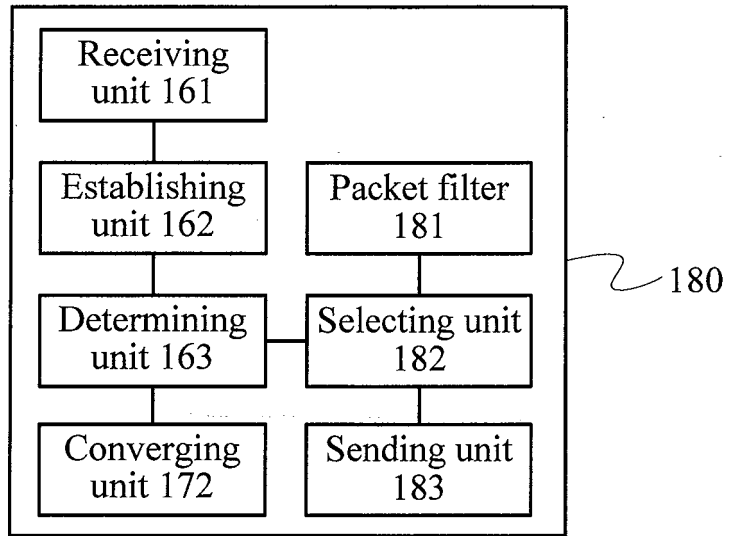 Receiving
unit 161
Establishing
unit 162
Packet filter
181
180
Determining
unit 163
Selecting unit
182
Converging
unit 172
Sending unit
183